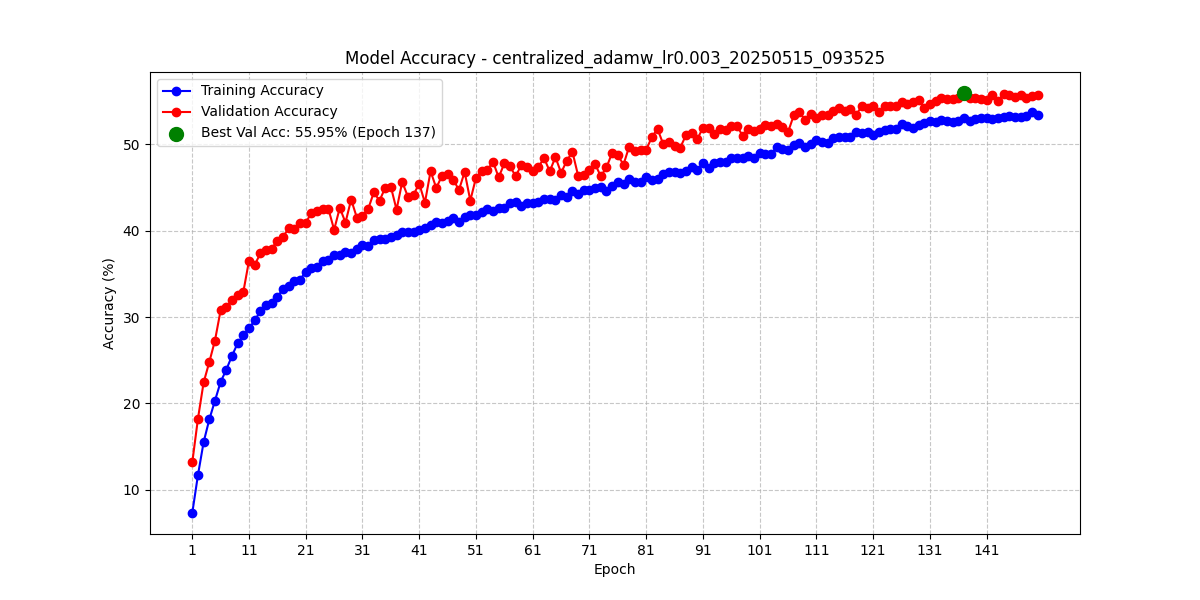 Model Accuracy - centralized_adamw_lr0.003_20250515_093525
Training Accuracy
Validation Accuracy
Best Val Acc: 55.95% (Epoch 137)
Accuracy (%)
50
40
30
20
10
1 11 21 31 41 51 61 71 81 91 101 111 121 131 141
Epoch